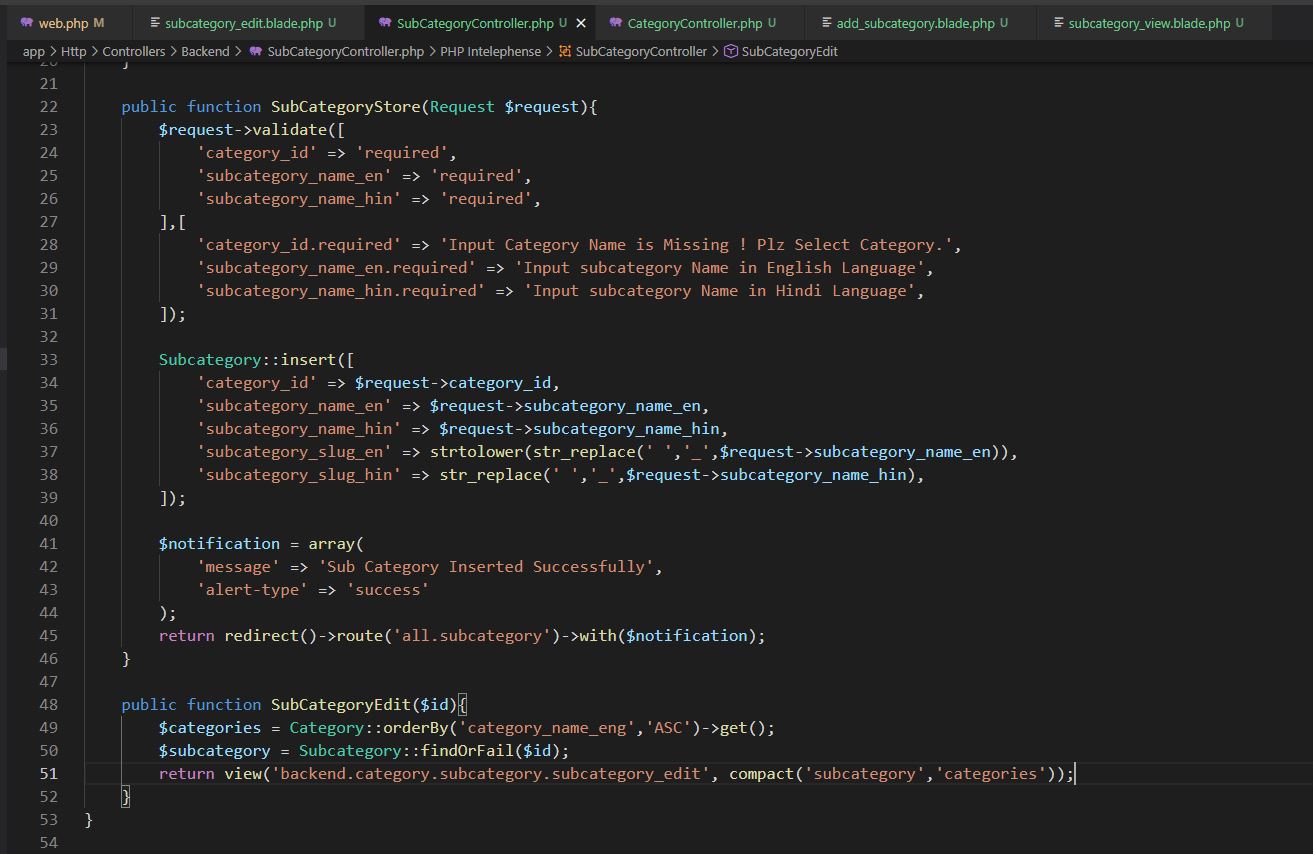 web.php M subcategory_edit.blade.php U SubCategoryController.php U × CategoryController.php U add_subcategory.blade.php U subcategory_view.blade.php U
app > Http > Controllers > Backend > SubCategoryController.php > PHP Intelephense > SubCategoryController > SubCategoryEdit
20 }
21
22 public function SubCategoryStore(Request $request){
23 $request->validate([
24 'category_id' => 'required',
25 'subcategory_name_en' => 'required',
26 'subcategory_name_hin' => 'required',
27 ],[
28 'category_id.required' => 'Input Category Name is Missing ! Plz Select Category.',
29 'subcategory_name_en.required' => 'Input subcategory Name in English Language',
30 'subcategory_name_hin.required' => 'Input subcategory Name in Hindi Language',
31 ]);
32
33 Subcategory::insert([
34 'category_id' => $request->category_id,
35 'subcategory_name_en' => $request->subcategory_name_en,
36 'subcategory_name_hin' => $request->subcategory_name_hin,
37 'subcategory_slug_en' => strtolower(str_replace(' ','_',$request->subcategory_name_en)),
38 'subcategory_slug_hin' => str_replace(' ','_',$request->subcategory_name_hin),
39 ]);
40
41 $notification = array(
42 'message' => 'Sub Category Inserted Successfully',
43 'alert-type' => 'success'
44 );
45 return redirect()->route('all.subcategory')->with($notification);
46 }
47
48 public function SubCategoryEdit($id){
49 $categories = Category::orderBy('category_name_eng','ASC')->get();
50 $subcategory = Subcategory::findOrFail($id);
51 return view('backend.category.subcategory.subcategory_edit', compact('subcategory','categories'));
52 }
53 }
54